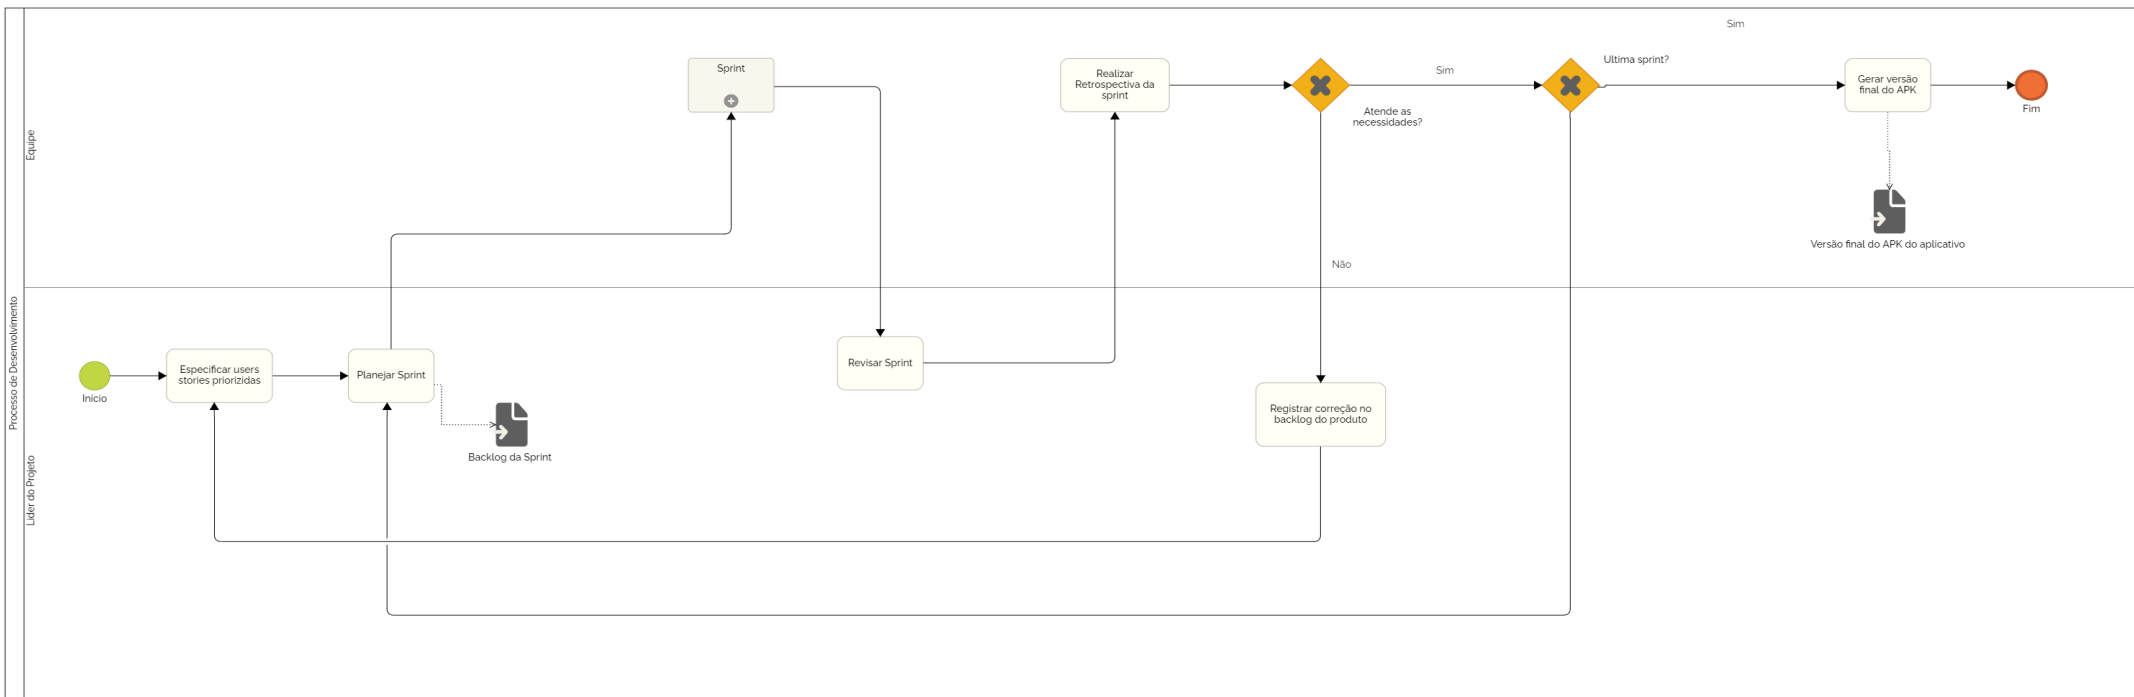 Processo de Desenvolvimento
Equipe
Sim
Sprint
Realizar
Retrospectiva da
sprint
Sim
Atende as
necessidades?
Ultima sprint?
Gerar versão
final do APK
Fim
Versão final do APK do aplicativo
Não
Lider do Projeto
Início
Especificar users
stories priorizidas
Planejar Sprint
Backlog da Sprint
Revisar Sprint
Registrar correção no
backlog do produto